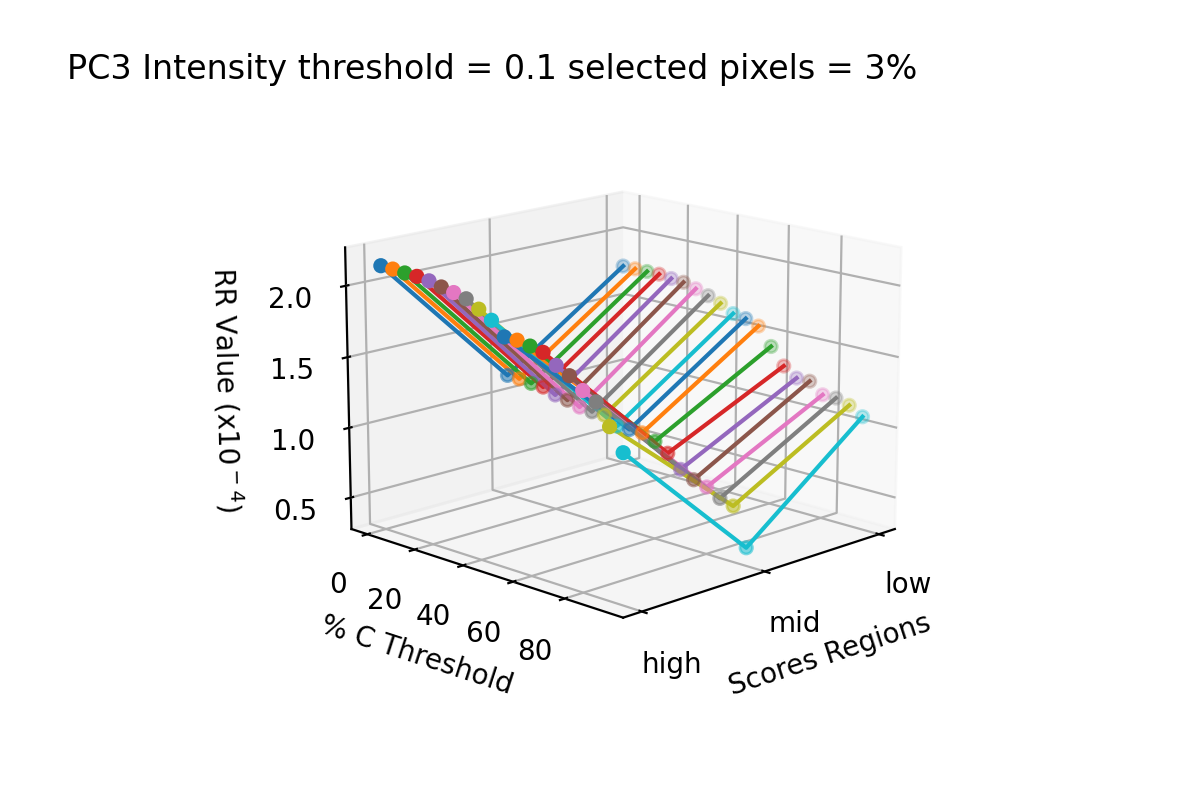 PC3 Intensity threshold = 0.1 selected pixels = 3%
RR Value (x10⁻⁴)
2.0
1.5
1.0
0.5
0
20
40
60
80
% C Threshold
high
mid
low
Scores Regions